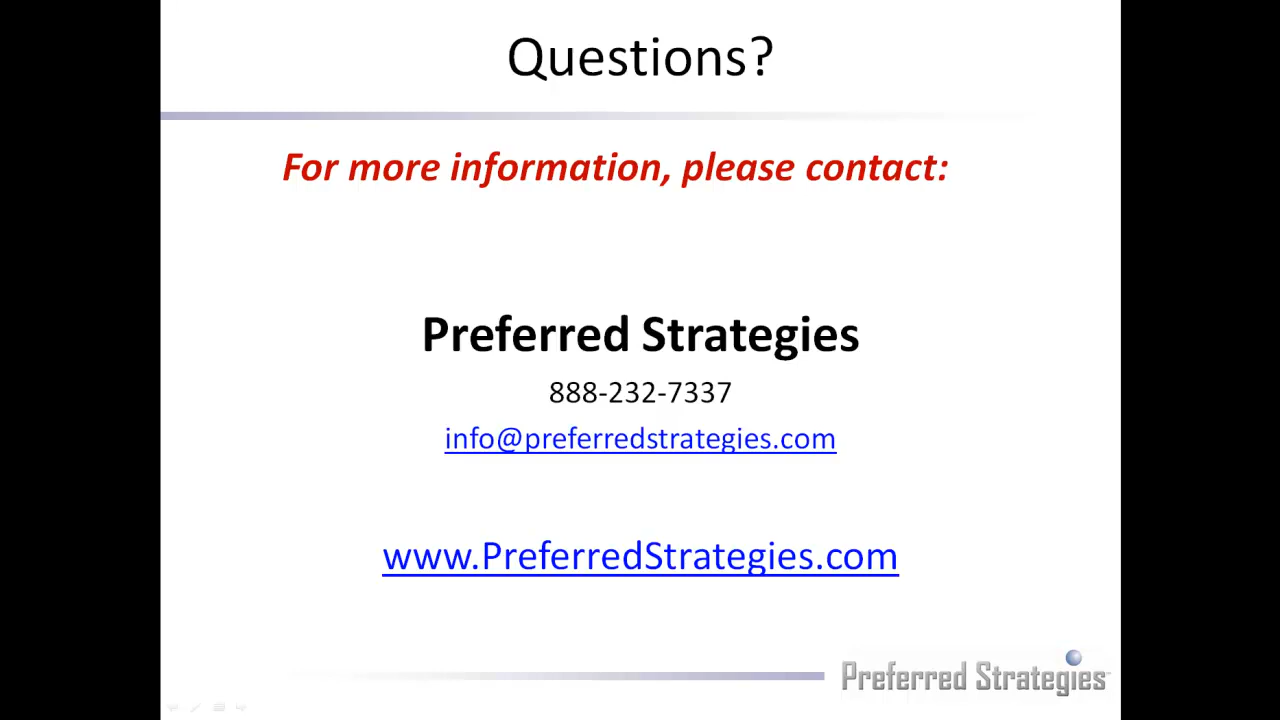 Questions?
For more information, please contact:
Preferred Strategies
888-232-7337
info@preferredstrategies.com
www.PreferredStrategies.com
Preferred Strategies